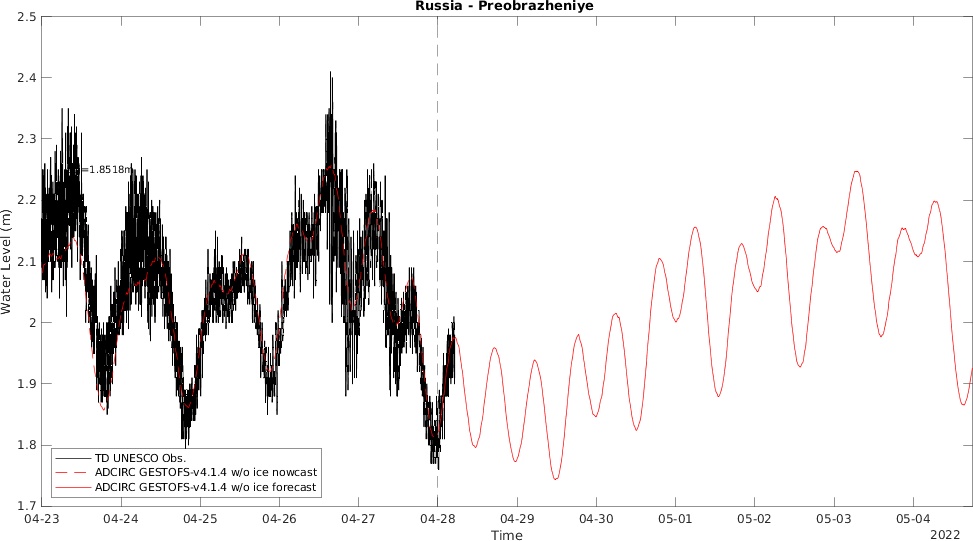 Russia - Preobrazheniye
2.5
2.4
2.3
2.2
2.1
2
1.9
1.8
1.7
Water Level (m)
=1.8518m
TD UNESCO Obs.
ADCIRC GESTOFS-v4.1.4 w/o ice nowcast
ADCIRC GESTOFS-v4.1.4 w/o ice forecast
04-23 04-24 04-25 04-26 04-27 04-28 04-29 04-30 05-01 05-02 05-03 05-04
Time
2022